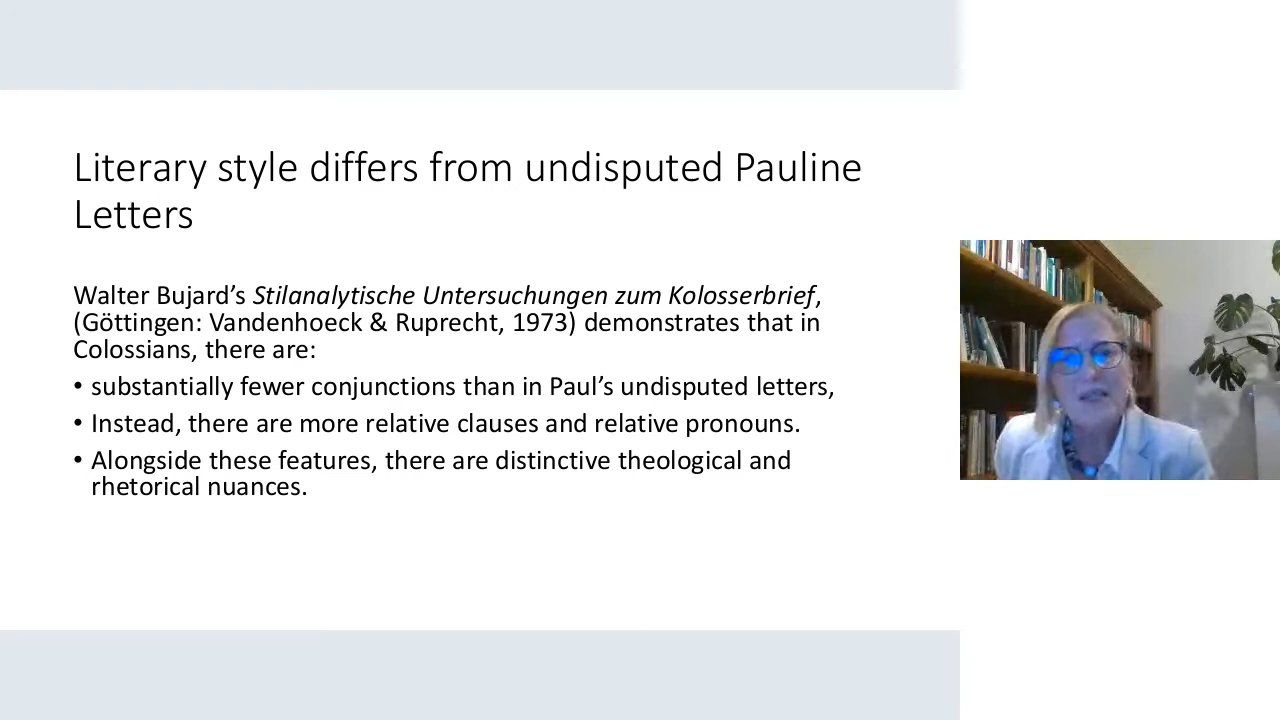 Literary style differs from undisputed Pauline
Letters
Walter Bujard’s Stilanalytische Untersuchungen zum Kolosserbrief,
(Göttingen: Vandenhoeck & Ruprecht, 1973) demonstrates that in
Colossians, there are:
• substantially fewer conjunctions than in Paul’s undisputed letters,
• Instead, there are more relative clauses and relative pronouns.
• Alongside these features, there are distinctive theological and
rhetorical nuances.